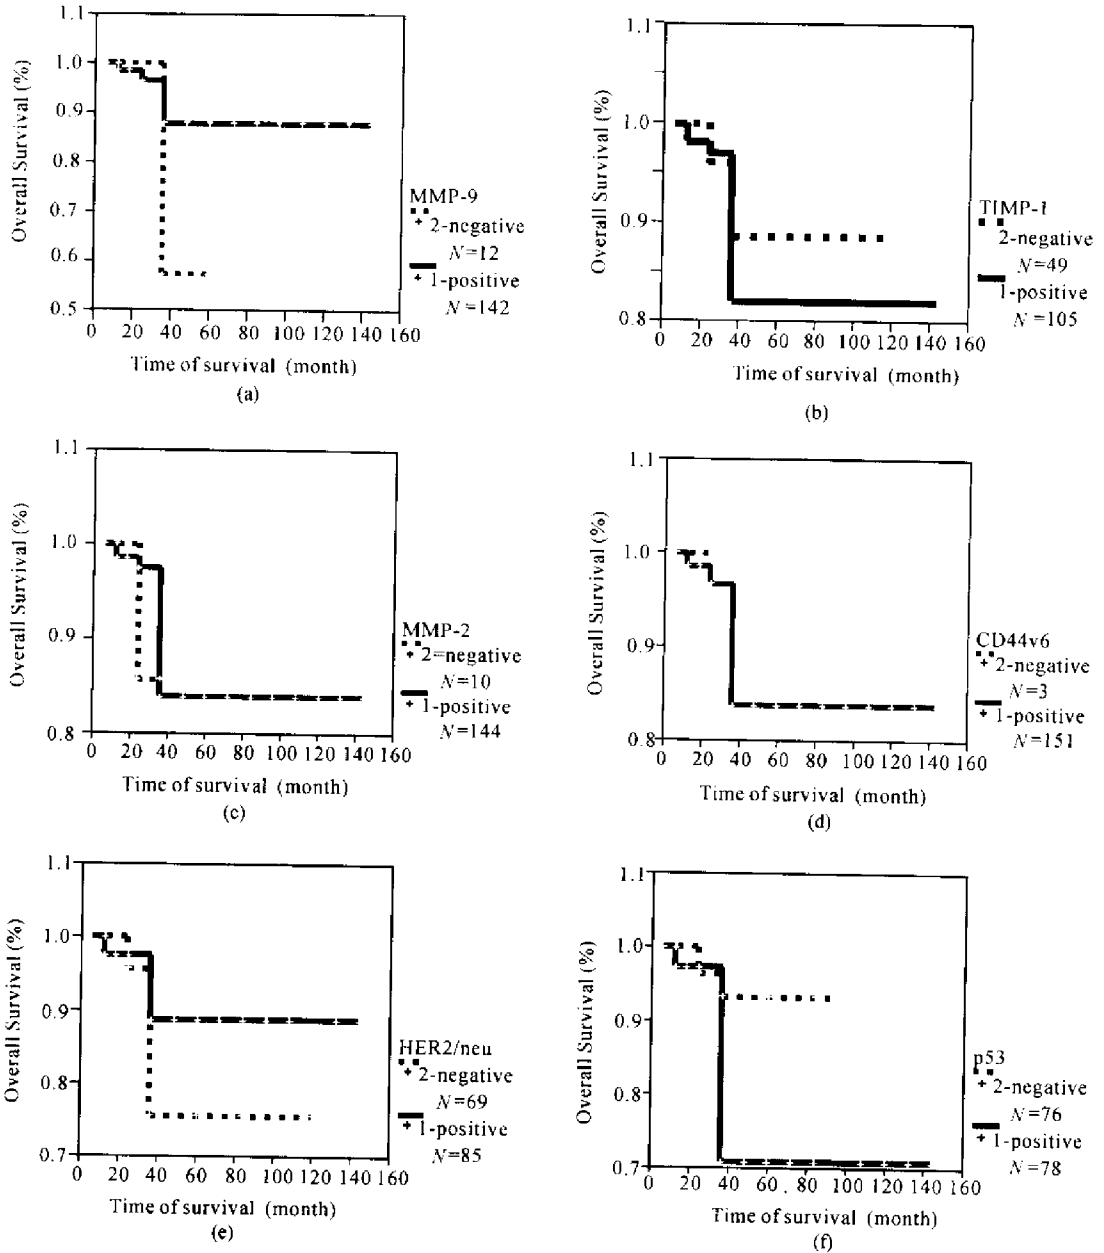 1.1
1.0
0.9
0.8
0.7
0.6
0.5
Overall Survival (%)
0 20 40 60 80 100 120 140 160
Time of survival (month)
(a)
MMP-9
2-negative
N=12
1-positive
N=142
1.1
1.0
0.9
0.8
Overall Survival (%)
0 20 40 60 80 100 120 140 160
Time of survival (month)
(b)
TIMP-1
2-negative
N=49
1-positive
N=105
1.1
1.0
0.9
0.8
Overall Survival (%)
0 20 40 60 80 100 120 140 160
Time of survival (month)
(c)
MMP-2
2=negative
N=10
1-positive
N=144
1.1
1.0
0.9
0.8
Overall Survival (%)
0 20 40 60 80 100 120 140 160
Time of survival (month)
(d)
CD44v6
2-negative
N=3
1-positive
N=151
1.1
1.0
0.9
0.8
0.7
Overall Survival (%)
0 20 40 60 80 100 120 140 160
Time of survival (month)
(e)
HER2/neu
2-negative
N=69
1-positive
N=85
1.1
1.0
0.9
0.8
0.7
Overall Survival (%)
0 20 40 60 80 100 120 140 160
Time of survival (month)
(f)
p53
2-negative
N=76
1-positive
N=78